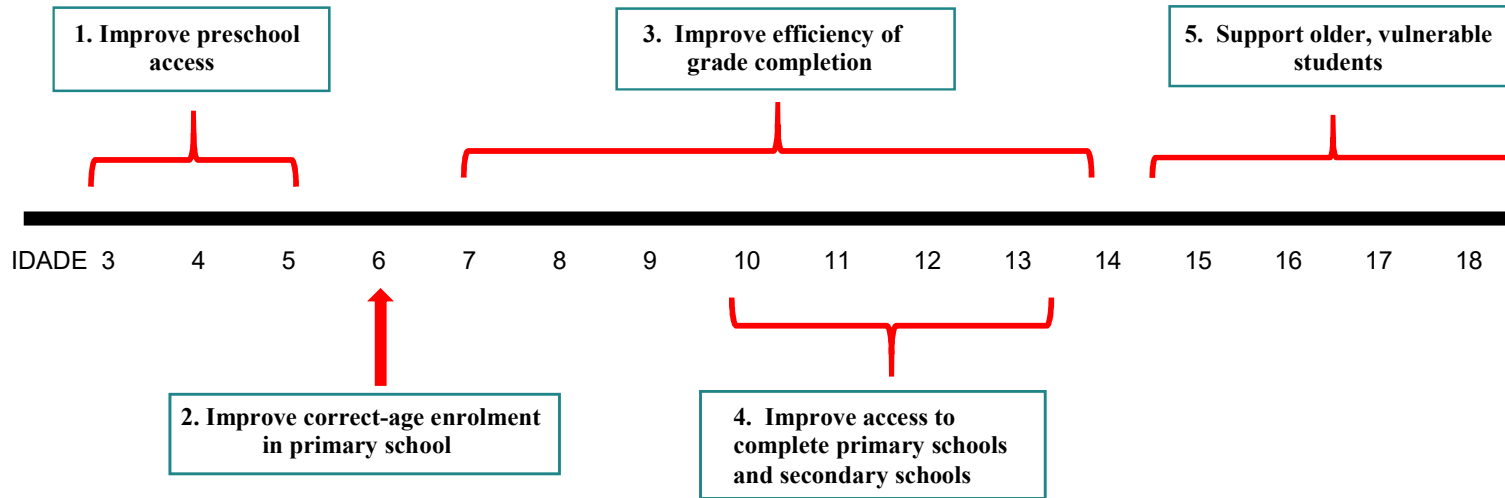 1. Improve preschool
access
3. Improve efficiency of
grade completion
5. Support older, vulnerable
students
IDADE 3 4 5 6 7 8 9 10 11 12 13 14 15 16 17 18
2. Improve correct-age enrolment
in primary school
4. Improve access to
complete primary schools
and secondary schools